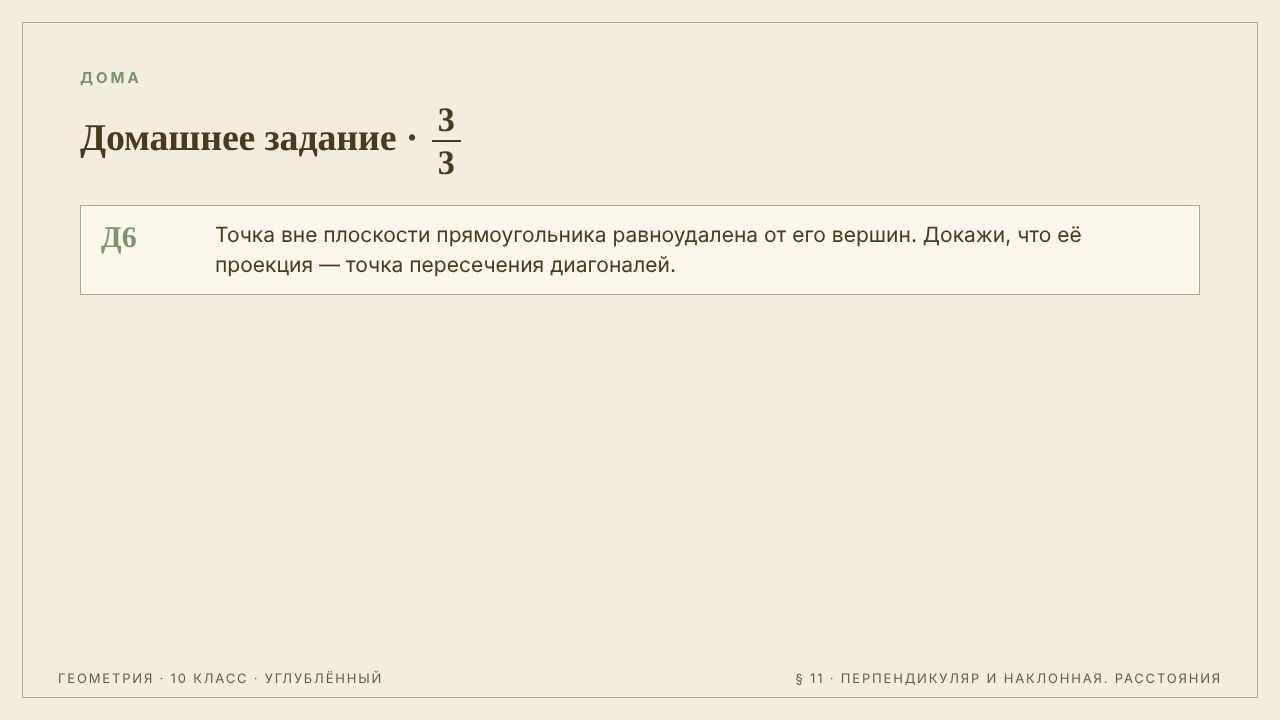 ДОМА
Домашнее задание · 3/3
Д6
Точка вне плоскости прямоугольника равноудалена от его вершин. Докажи, что её
проекция — точка пересечения диагоналей.
ГЕОМЕТРИЯ · 10 КЛАСС · УГЛУБЛЁННЫЙ
§ 11 · ПЕРПЕНДИКУЛЯР И НАКЛОННАЯ. РАССТОЯНИЯ